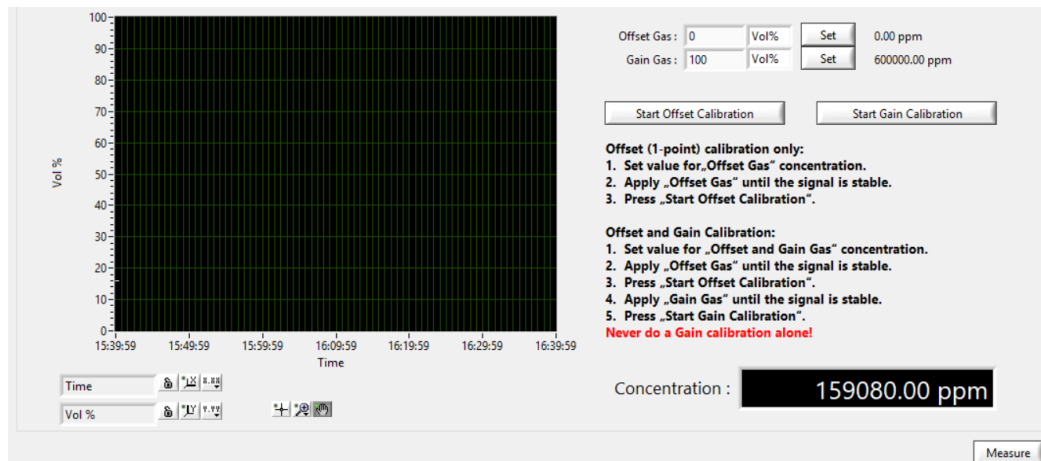 100
90
80
70
60
50
40
30
20
10
0
Vol %
15:39:59 15:49:59 15:59:59 16:09:59 16:19:59 16:29:59 16:39:59
Time
Time
Vol %
Offset Gas : 0 Vol% Set 0.00 ppm
Gain Gas : 100 Vol% Set 600000.00 ppm
Start Offset Calibration Start Gain Calibration
Offset (1-point) calibration only:
1. Set value for„Offset Gas“ concentration.
2. Apply „Offset Gas“ until the signal is stable.
3. Press „Start Offset Calibration“.
Offset and Gain Calibration:
1. Set value for „Offset and Gain Gas“ concentration.
2. Apply „Offset Gas“ until the signal is stable.
3. Press „Start Offset Calibration“.
4. Apply „Gain Gas“ until the signal is stable.
5. Press „Start Gain Calibration“.
Never do a Gain calibration alone!
Concentration : 159080.00 ppm
Measure